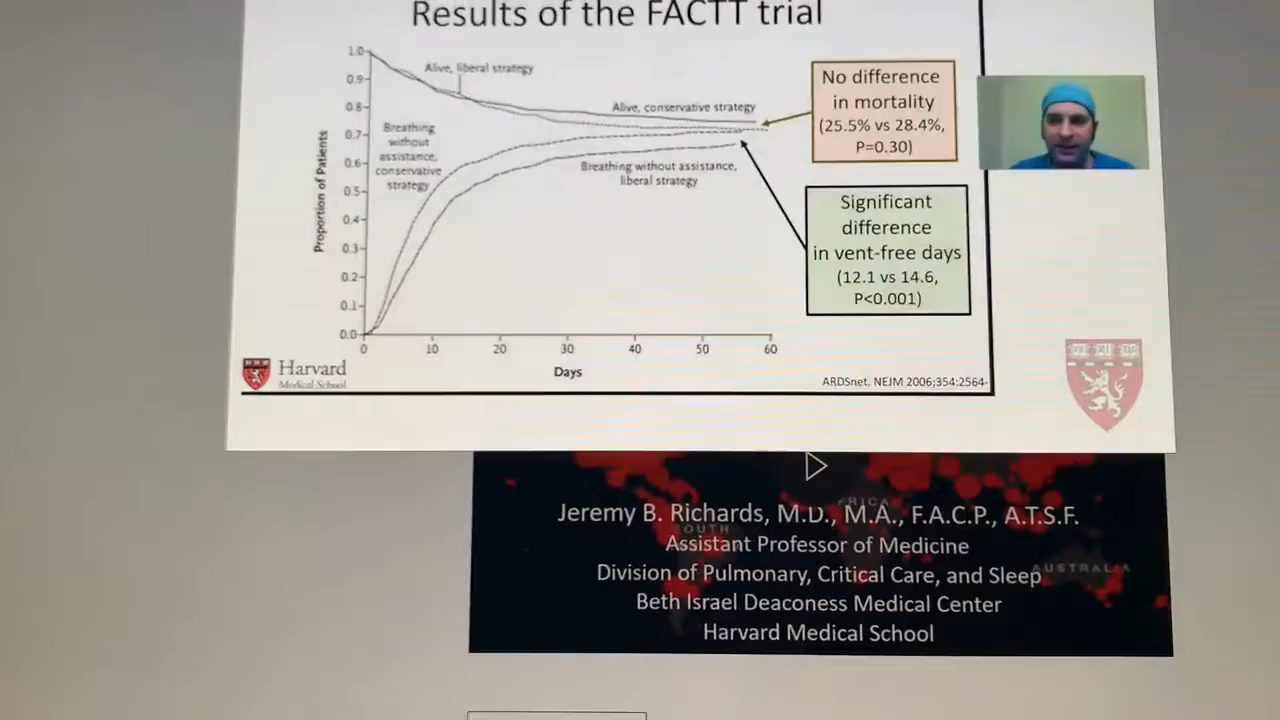 Results of the FACTT trial
1.0
0.9
0.8
0.7
0.6
0.5
0.4
0.3
0.2
0.1
0.0
Proportion of Patients
Alive, liberal strategy
Alive, conservative strategy
Breathing
without
assistance,
conservative
strategy
Breathing without assistance,
liberal strategy
0 10 20 30 40 50 60
Days
No difference
in mortality
(25.5% vs 28.4%,
P=0.30)
Significant
difference
in vent-free days
(12.1 vs 14.6,
P<0.001)
Harvard
Medical School
ARDSnet. NEJM 2006;354:2564-
VE RI
Jeremy B. Richards, M.D., M.A., F.A.C.P., A.T.S.F.
Assistant Professor of Medicine
Division of Pulmonary, Critical Care, and Sleep
Beth Israel Deaconess Medical Center
Harvard Medical School
RICA
OUTH
AUSTRALIA